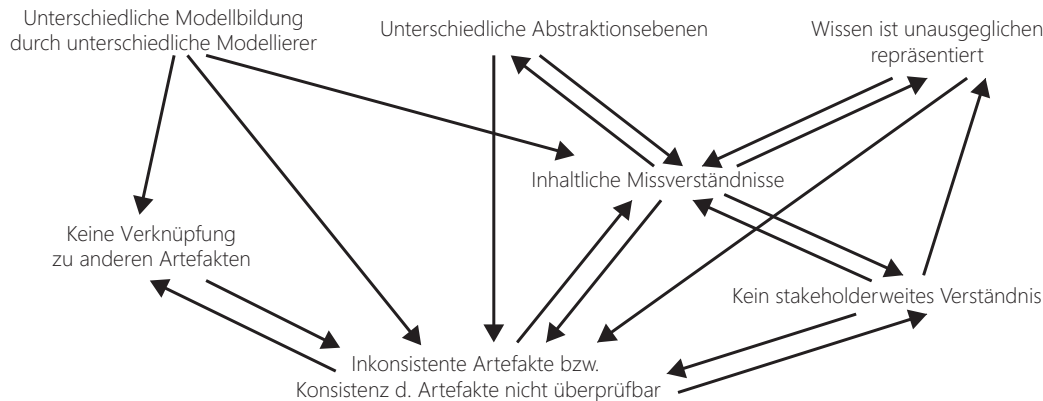 Unterschiedliche Modellbildung
durch unterschiedliche Modellierer
Unterschiedliche Abstraktionsebenen
Wissen ist unausgeglichen
repräsentiert
Inhaltliche Missverständnisse
Keine Verknüpfung
zu anderen Artefakten
Kein stakeholderweites Verständnis
Inkonsistente Artefakte bzw.
Konsistenz d. Artefakte nicht überprüfbar